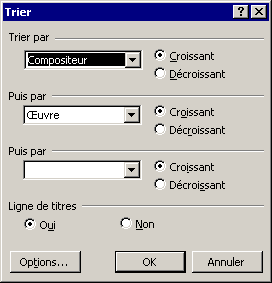 Trier
Trier par
Compositeur
Croissant
Décroissant
Puis par
Œuvre
Croissant
Décroissant
Puis par
Croissant
Décroissant
Ligne de titres
Oui
Non
Options...
OK
Annuler